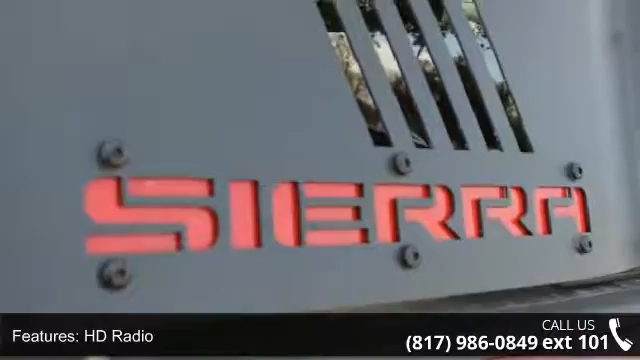 SIERRA
CALL US
Features: HD Radio
(817) 986-0849 ext 101